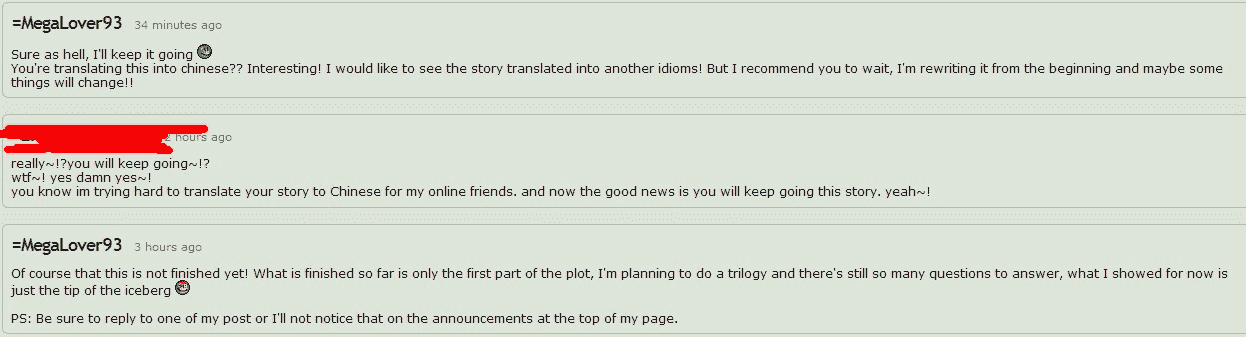 =MegaLover93 34 minutes ago
Sure as hell, I'll keep it going
You're translating this into chinese?? Interesting! I would like to see the story translated into another idioms! But I recommend you to wait, I'm rewriting it from the beginning and maybe some
things will change!!
2 hours ago
really~!?you will keep going~!?
wtf~! yes damn yes~!
you know im trying hard to translate your story to Chinese for my online friends. and now the good news is you will keep going this story. yeah~!
=MegaLover93 3 hours ago
Of course that this is not finished yet! What is finished so far is only the first part of the plot, I'm planning to do a trilogy and there's still so many questions to answer, what I showed for now is
just the tip of the iceberg
PS: Be sure to reply to one of my post or I'll not notice that on the announcements at the top of my page.